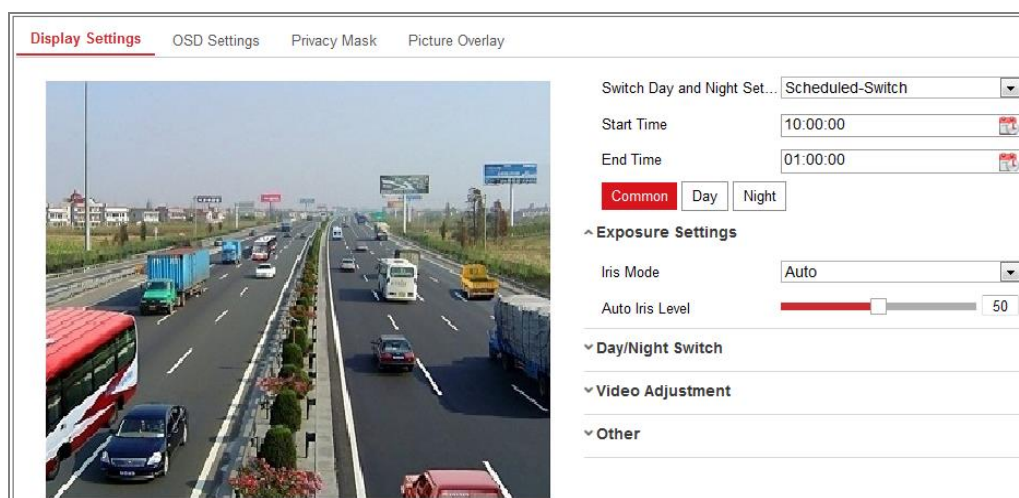 Display Settings OSD Settings Privacy Mask Picture Overlay
Switch Day and Night Set... Scheduled-Switch
Start Time 10:00:00
End Time 01:00:00
Common Day Night
Exposure Settings
Iris Mode Auto
Auto Iris Level 50
Day/Night Switch
Video Adjustment
Other